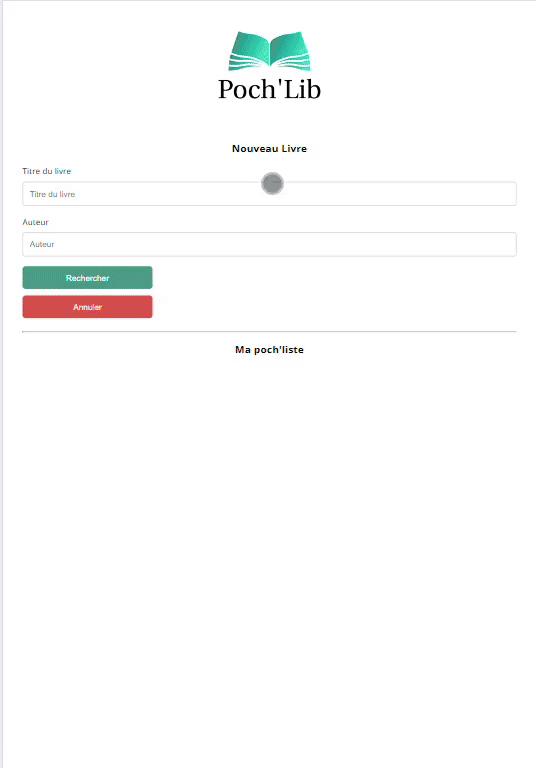 Poch'Lib
Nouveau Livre
Titre du livre
Titre du livre
Auteur
Auteur
Rechercher
Annuler
Ma poch'liste